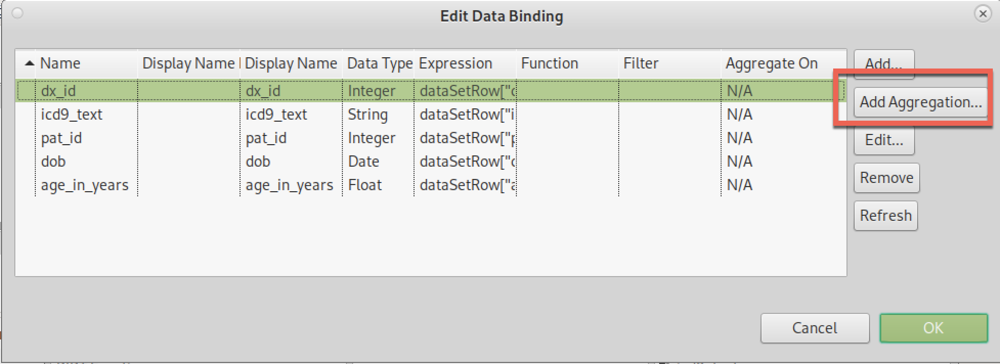 Edit Data Binding
Name Display Name Display Name Data Type Expression Function Filter Aggregate On
dx_id dx_id Integer dataSetRow[" N/A
icd9_text icd9_text String dataSetRow["i N/A
pat_id pat_id Integer dataSetRow["p N/A
dob dob Date dataSetRow[" N/A
age_in_years age_in_years Float dataSetRow["a N/A
Add...
Add Aggregation...
Edit...
Remove
Refresh
Cancel OK